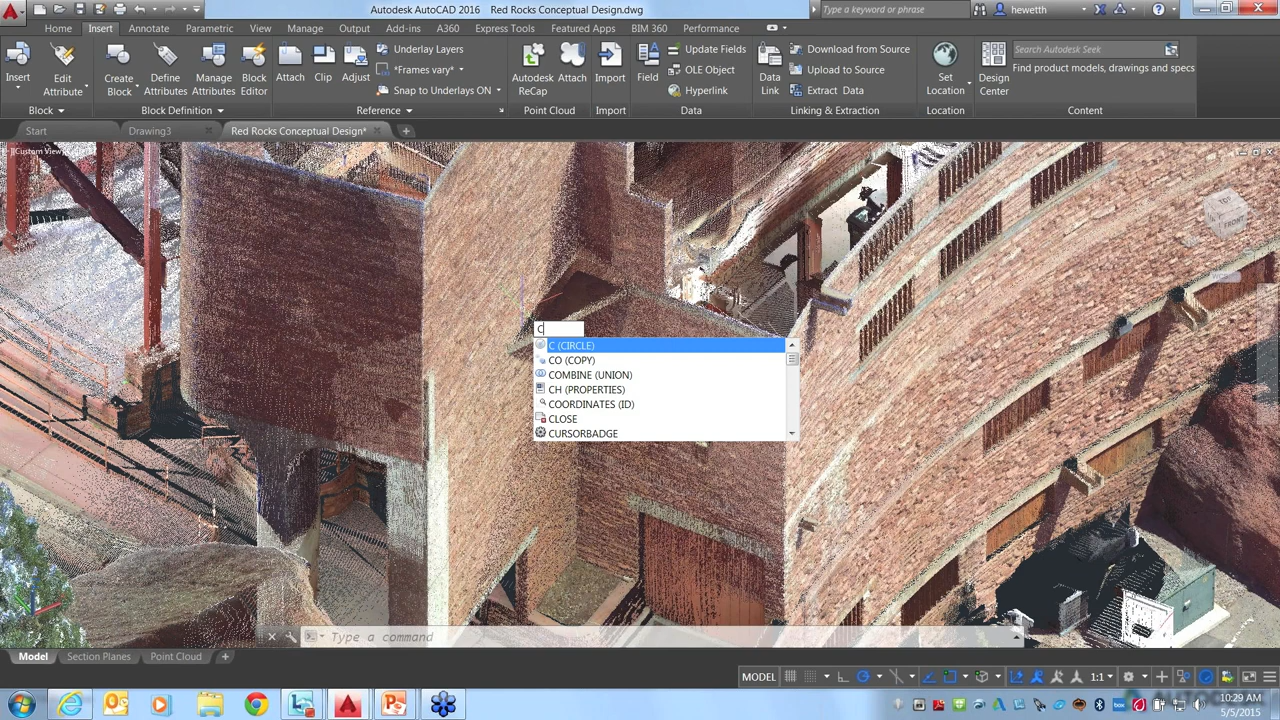 Autodesk AutoCAD 2016 Red Rocks Conceptual Design.dwg
Type a keyword or phrase
hewetth
Home Insert Annotate Parametric View Manage Output Add-ins A360 Express Tools Featured Apps BIM 360 Performance
Insert
Edit Attribute
Create Block
Define Attributes
Manage Attributes
Block Editor
Attach
Clip
Adjust
Underlay Layers
*Frames vary*
Snap to Underlays ON
Autodesk ReCap
Attach
Import
Field
Update Fields
OLE Object
Hyperlink
Data Link
Download from Source
Upload to Source
Extract Data
Set Location
Design Center
Search Autodesk Seek
Find product models, drawings and specs
Block Block Definition Reference Point Cloud Import Data Linking & Extraction Location Content
Start Drawing3 Red Rocks Conceptual Design*
TOP
FRONT
C
C (CIRCLE)
CO (COPY)
COMBINE (UNION)
CH (PROPERTIES)
COORDINATES (ID)
CLOSE
CURSORBADGE
Type a command
Model Section Planes Point Cloud
MODEL 1:1
10:29 AM
5/5/2015